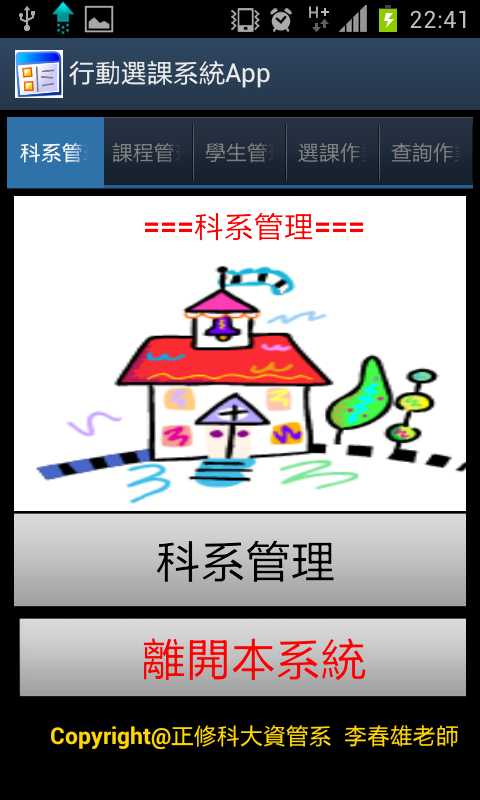 H+ 22:41
行動選課系統App
科系管 課程管 學生管 選課作 查詢作
===科系管理===
科系管理
離開本系統
Copyright@正修科大資管系 李春雄老師